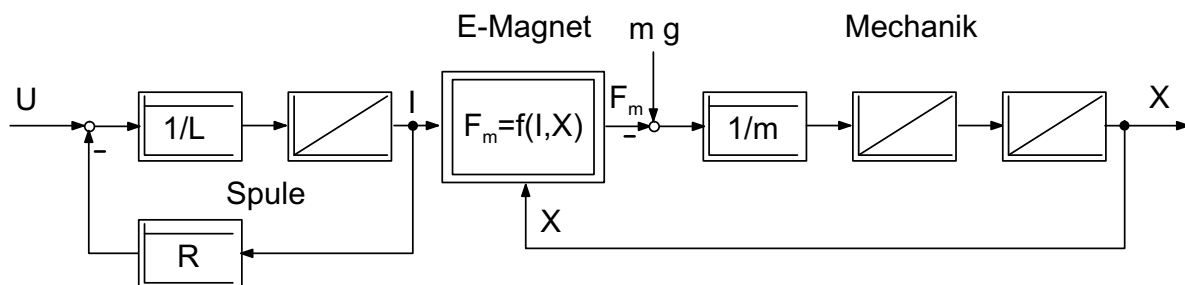 E-Magnet m g Mechanik
U I F_m X
1/L F_m=f(I,X) 1/m
Spule
R X